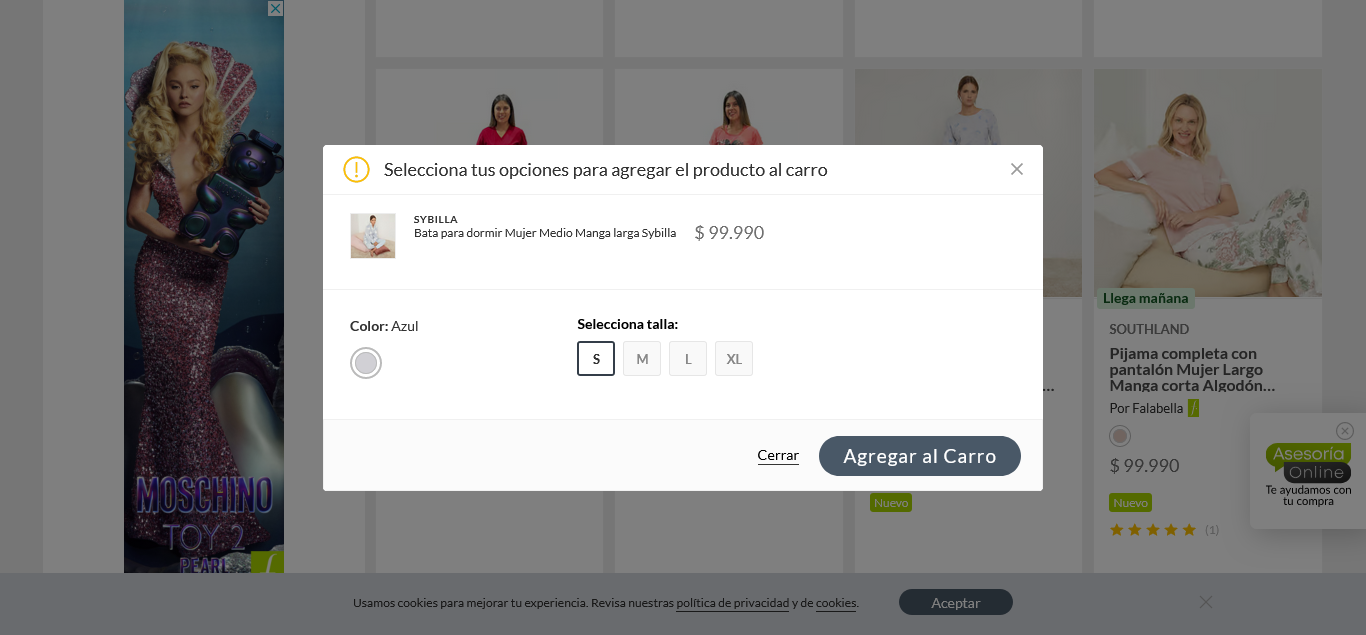 Selecciona tus opciones para agregar el producto al carro
SYBILLA
Bata para dormir Mujer Medio Manga larga Sybilla
$ 99.990
Color: Azul
Selecciona talla:
S
M
L
XL
Cerrar
Agregar al Carro
MOSCHINO
TOY 2
PEARL
f
...
Nuevo
Llega mañana
SOUTHLAND
Pijama completa con
pantalón Mujer Largo
Manga corta Algodón...
Por Falabella f
$ 99.990
Nuevo
(1)
Asesoría
Online
Te ayudamos con
tu compra
Usamos cookies para mejorar tu experiencia. Revisa nuestras política de privacidad y de cookies.
Aceptar